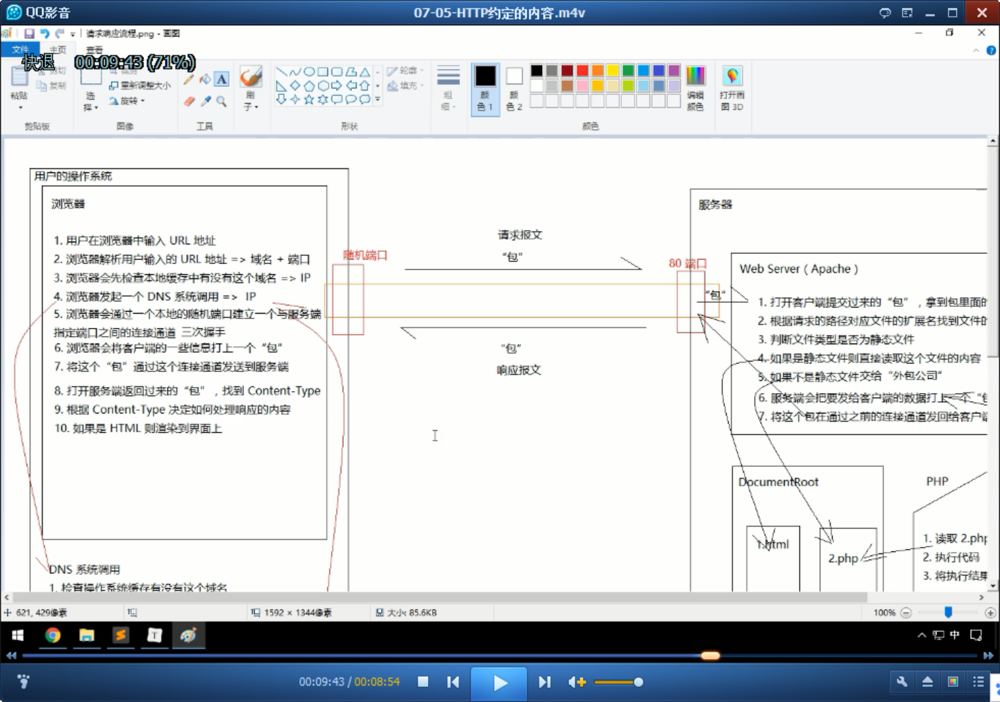 QQ影音
07-05-HTTP约定的内容.m4v
请求响应流程.png - 画图
文件
主页
查看
快退 00:09:43 (71%)
粘贴
剪切
复制
选择
裁剪
重新调整大小
旋转
A
刷子
轮廓
填充
粗细
颜色 1
颜色 2
编辑颜色
打开画图 3D
剪贴板
图像
工具
形状
颜色
用户的操作系统
浏览器
1. 用户在浏览器中输入 URL 地址
2. 浏览器解析用户输入的 URL 地址 => 域名 + 端口
3. 浏览器会先检查本地缓存中有没有这个域名 => IP
4. 浏览器发起一个 DNS 系统调用 => IP
5. 浏览器会通过一个本地的随机端口建立一个与服务端
指定端口之间的连接通道 三次握手
6. 浏览器会将客户端的一些信息打上一个“包”
7. 将这个“包”通过这个连接通道发送到服务端
8. 打开服务端返回过来的“包”，找到 Content-Type
9. 根据 Content-Type 决定如何处理响应的内容
10. 如果是 HTML 则渲染到界面上
DNS 系统调用
1. 检查操作系统缓存有没有这个域名
随机端口
请求报文
“包”
“包”
响应报文
80 端口
“包”
服务器
Web Server ( Apache )
1. 打开客户端提交过来的“包”，拿到包里面的
2. 根据请求的路径对应文件的扩展名找到文件的
3. 判断文件类型是否为静态文件
4. 如果是静态文件则直接读取这个文件的内容
5. 如果不是静态文件交给“外包公司”
6. 服务端会把要发给客户端的数据打上一个“包
7. 将这个包在通过之前的连接通道发回给客户端
DocumentRoot
1.html
2.php
PHP
1. 读取 2.php
2. 执行代码
3. 将执行结果
621, 429像素
1592 × 1344像素
大小: 85.6KB
100%
T
中
00:09:43 / 00:08:54